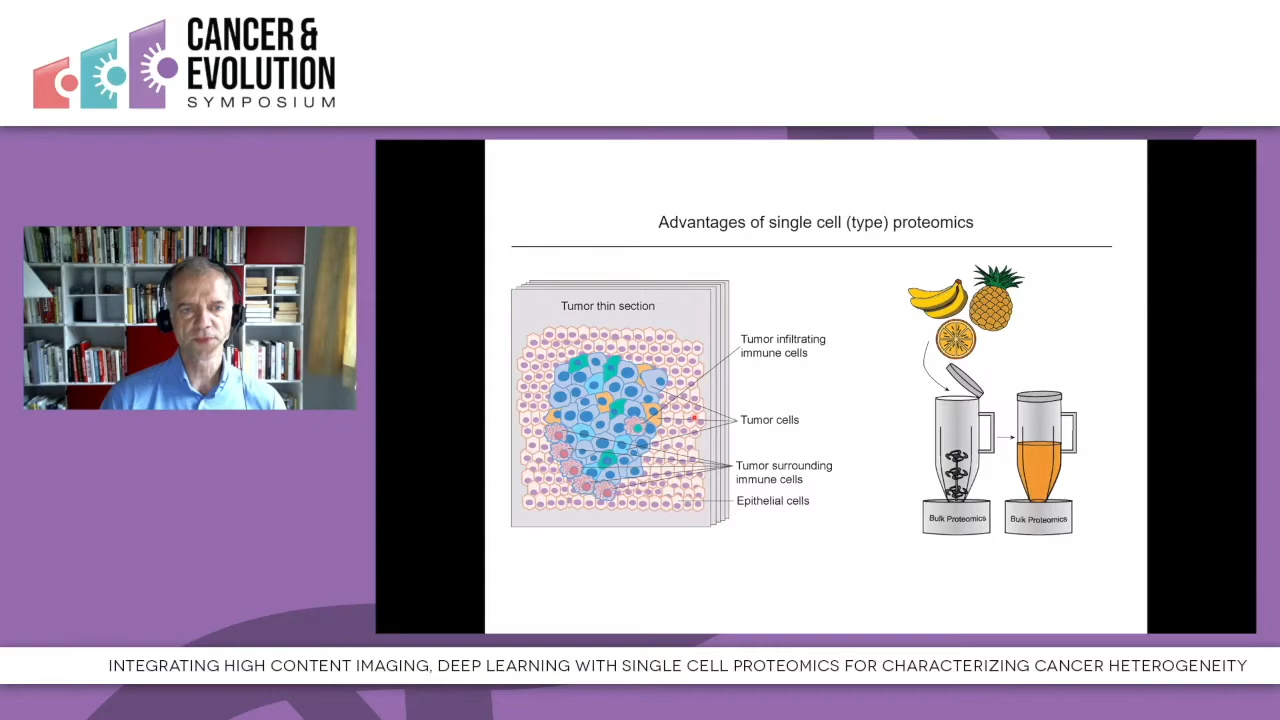 CANCER &
EVOLUTION
SYMPOSIUM
Advantages of single cell (type) proteomics
Tumor thin section
Tumor infiltrating
immune cells
Tumor cells
Tumor surrounding
immune cells
Epithelial cells
Bulk Proteomics
Bulk Proteomics
INTEGRATING HIGH CONTENT IMAGING, DEEP LEARNING WITH SINGLE CELL PROTEOMICS FOR CHARACTERIZING CANCER HETEROGENEITY